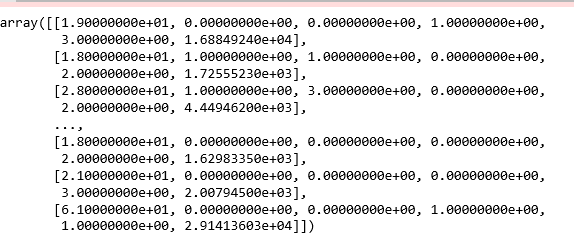 array([[1.90000000e+01, 0.00000000e+00, 0.00000000e+00, 1.00000000e+00,
3.00000000e+00, 1.68849240e+04],
[1.80000000e+01, 1.00000000e+00, 1.00000000e+00, 0.00000000e+00,
2.00000000e+00, 1.72555230e+03],
[2.80000000e+01, 1.00000000e+00, 3.00000000e+00, 0.00000000e+00,
2.00000000e+00, 4.44946200e+03],
...,
[1.80000000e+01, 0.00000000e+00, 0.00000000e+00, 0.00000000e+00,
2.00000000e+00, 1.62983350e+03],
[2.10000000e+01, 0.00000000e+00, 0.00000000e+00, 0.00000000e+00,
3.00000000e+00, 2.00794500e+03],
[6.10000000e+01, 0.00000000e+00, 0.00000000e+00, 1.00000000e+00,
1.00000000e+00, 2.91413603e+04]])